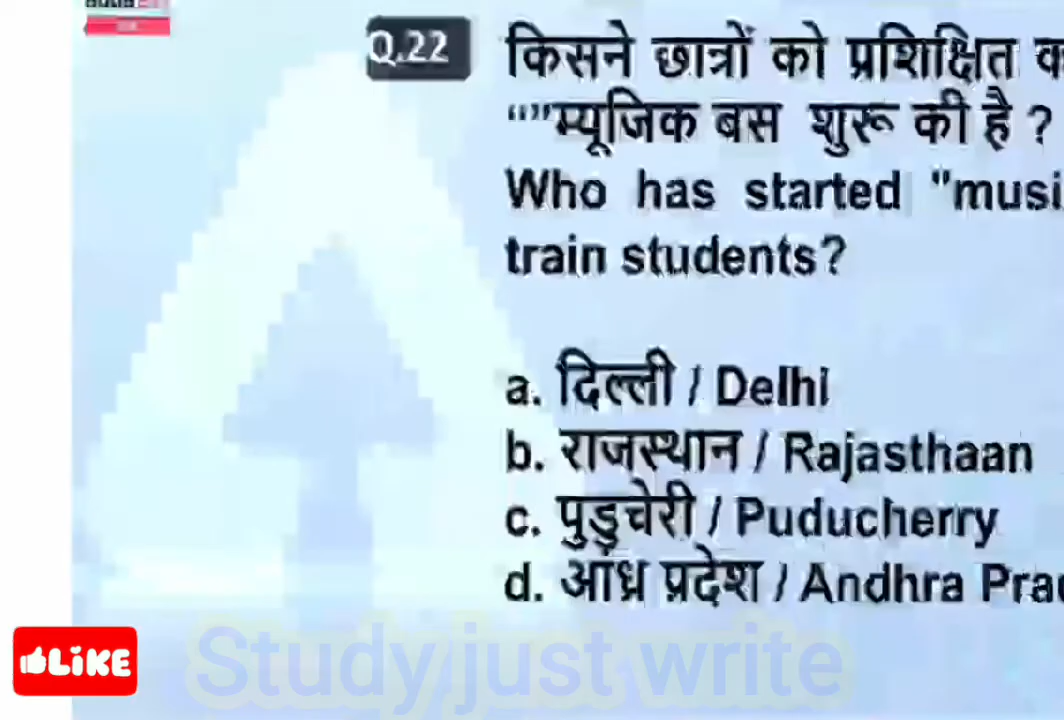 Q.22 किसने छात्रों को प्रशिक्षित
“”म्यूजिक बस शुरू की है ?
Who has started "musi
train students?
a. दिल्ली / Delhi
b. राजस्थान / Rajasthaan
c. पुडुचेरी / Puducherry
d. आंध्र प्रदेश / Andhra Pra
LiKE
Study just write